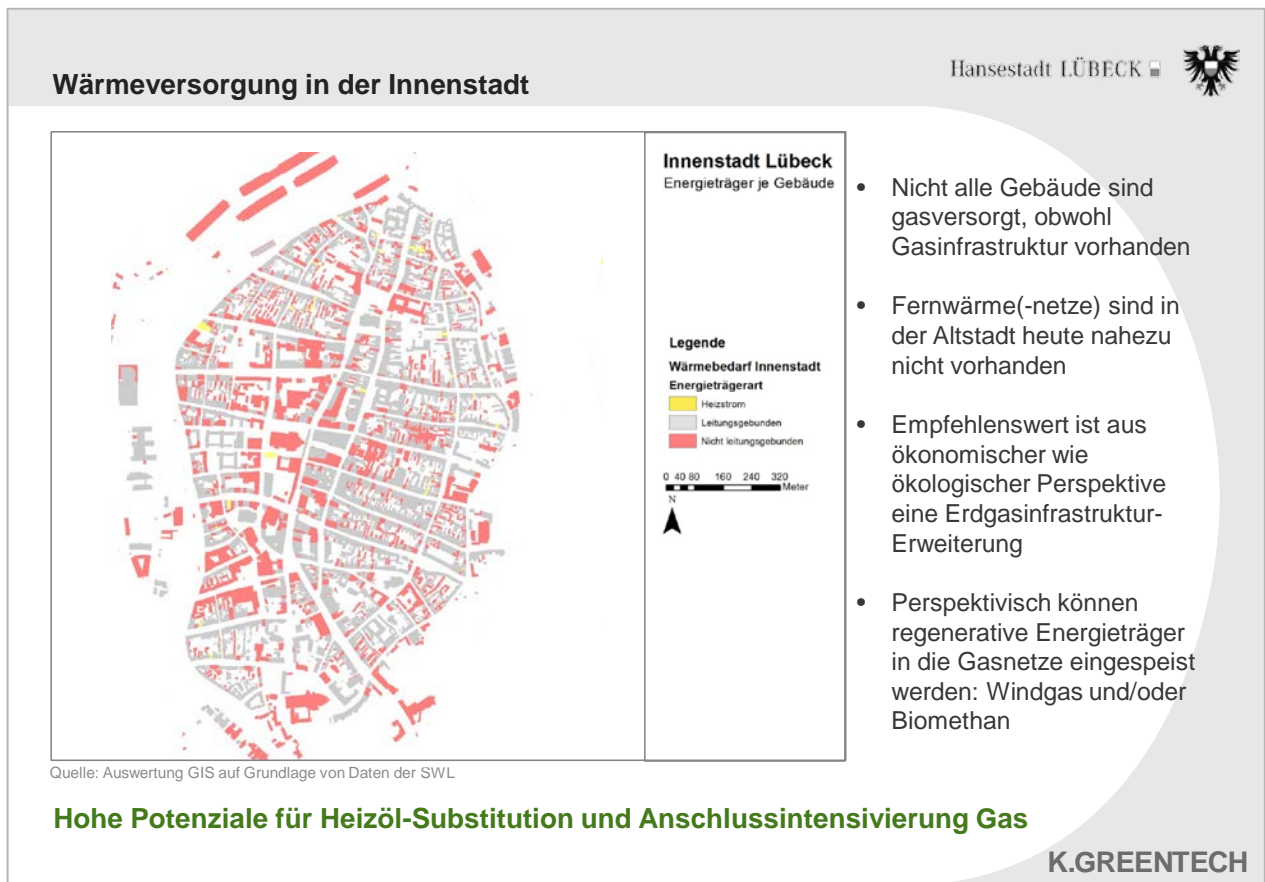 Wärmeversorgung in der Innenstadt
Hansestadt LÜBECK
Innenstadt Lübeck
Energieträger je Gebäude
Legende
Wärmebedarf Innenstadt
Energieträgerart
Heizstrom
Leitungsgebunden
Nicht leitungsgebunden
0 40 80 160 240 320
Meter
N
• Nicht alle Gebäude sind
gasversorgt, obwohl
Gasinfrastruktur vorhanden
• Fernwärme(-netze) sind in
der Altstadt heute nahezu
nicht vorhanden
• Empfehlenswert ist aus
ökonomischer wie
ökologischer Perspektive
eine Erdgasinfrastruktur-
Erweiterung
• Perspektivisch können
regenerative Energieträger
in die Gasnetze eingespeist
werden: Windgas und/oder
Biomethan
Quelle: Auswertung GIS auf Grundlage von Daten der SWL
Hohe Potenziale für Heizöl-Substitution und Anschlussintensivierung Gas
K.GREENTECH